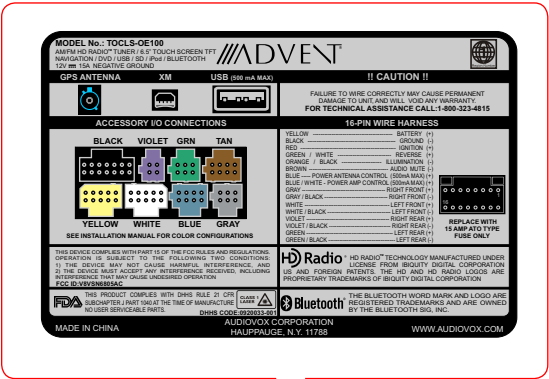 MODEL No.: TOCLS-OE100
AM/FM HD RADIO™ TUNER / 6.5" TOUCH SCREEN TFT
NAVIGATION / DVD / USB / SD / iPod / BLUETOOTH
12V ⎓ 15A NEGATIVE GROUND
ADVENT
GPS ANTENNA XM USB (500 mA MAX)
!! CAUTION !!
FAILURE TO WIRE CORRECTLY MAY CAUSE PERMANENT
DAMAGE TO UNIT, AND WILL VOID ANY WARRANTY.
FOR TECHNICAL ASSISTANCE CALL:1-800-323-4815
ACCESSORY I/O CONNECTIONS
BLACK VIOLET GRN TAN
YELLOW WHITE BLUE GRAY
SEE INSTALLATION MANUAL FOR COLOR CONFIGURATIONS
16-PIN WIRE HARNESS
YELLOW BATTERY (+)
BLACK GROUND (-)
RED IGNITION (+)
GREEN / WHITE REVERSE (+)
ORANGE / BLACK ILLUMINATION (-)
BROWN AUDIO MUTE (-)
BLUE ---- POWER ANTENNA CONTROL (500mA MAX) (+)
BLUE / WHITE - POWER AMP CONTROL (500mA MAX) (+)
GRAY RIGHT FRONT (+)
GRAY / BLACK RIGHT FRONT (-)
WHITE LEFT FRONT (+)
WHITE / BLACK LEFT FRONT (-)
VIOLET RIGHT REAR (+)
VIOLET / BLACK RIGHT REAR (-)
GREEN LEFT REAR (+)
GREEN / BLACK LEFT REAR (-)
REPLACE WITH
15 AMP ATO TYPE
FUSE ONLY
THIS DEVICE COMPLIES WITH PART 15 OF THE FCC RULES AND REGULATIONS.
OPERATION IS SUBJECT TO THE FOLLOWING TWO CONDITIONS:
1) THE DEVICE MAY NOT CAUSE HARMFUL INTERFERENCE, AND
2) THE DEVICE MUST ACCEPT ANY INTERFERENCE RECEIVED, INCLUDING
INTERFERENCE THAT MAY CAUSE UNDESIRED OPERATION
FCC ID:V8VSN6805AC
HD Radio™ HD RADIO™ TECHNOLOGY MANUFACTURED UNDER
LICENSE FROM IBIQUITY DIGITAL CORPORATION
US AND FOREIGN PATENTS. THE HD AND HD RADIO LOGOS ARE
PROPRIETARY TRADEMARKS OF IBIQUITY DIGITAL CORPORATION
FDA THIS PRODUCT COMPLIES WITH DHHS RULE 21 CFR
SUBCHAPTER J PART 1040 AT THE TIME OF MANUFACTURE
NO USER SERVICEABLE PARTS.
CLASS 1
LASER
DHHS CODE:0920033-001
Bluetooth® THE BLUETOOTH WORD MARK AND LOGO ARE
REGISTERED TRADEMARKS AND ARE OWNED
BY THE BLUETOOTH SIG, INC.
MADE IN CHINA
AUDIOVOX CORPORATION
HAUPPAUGE, N.Y. 11788
WWW.AUDIOVOX.COM